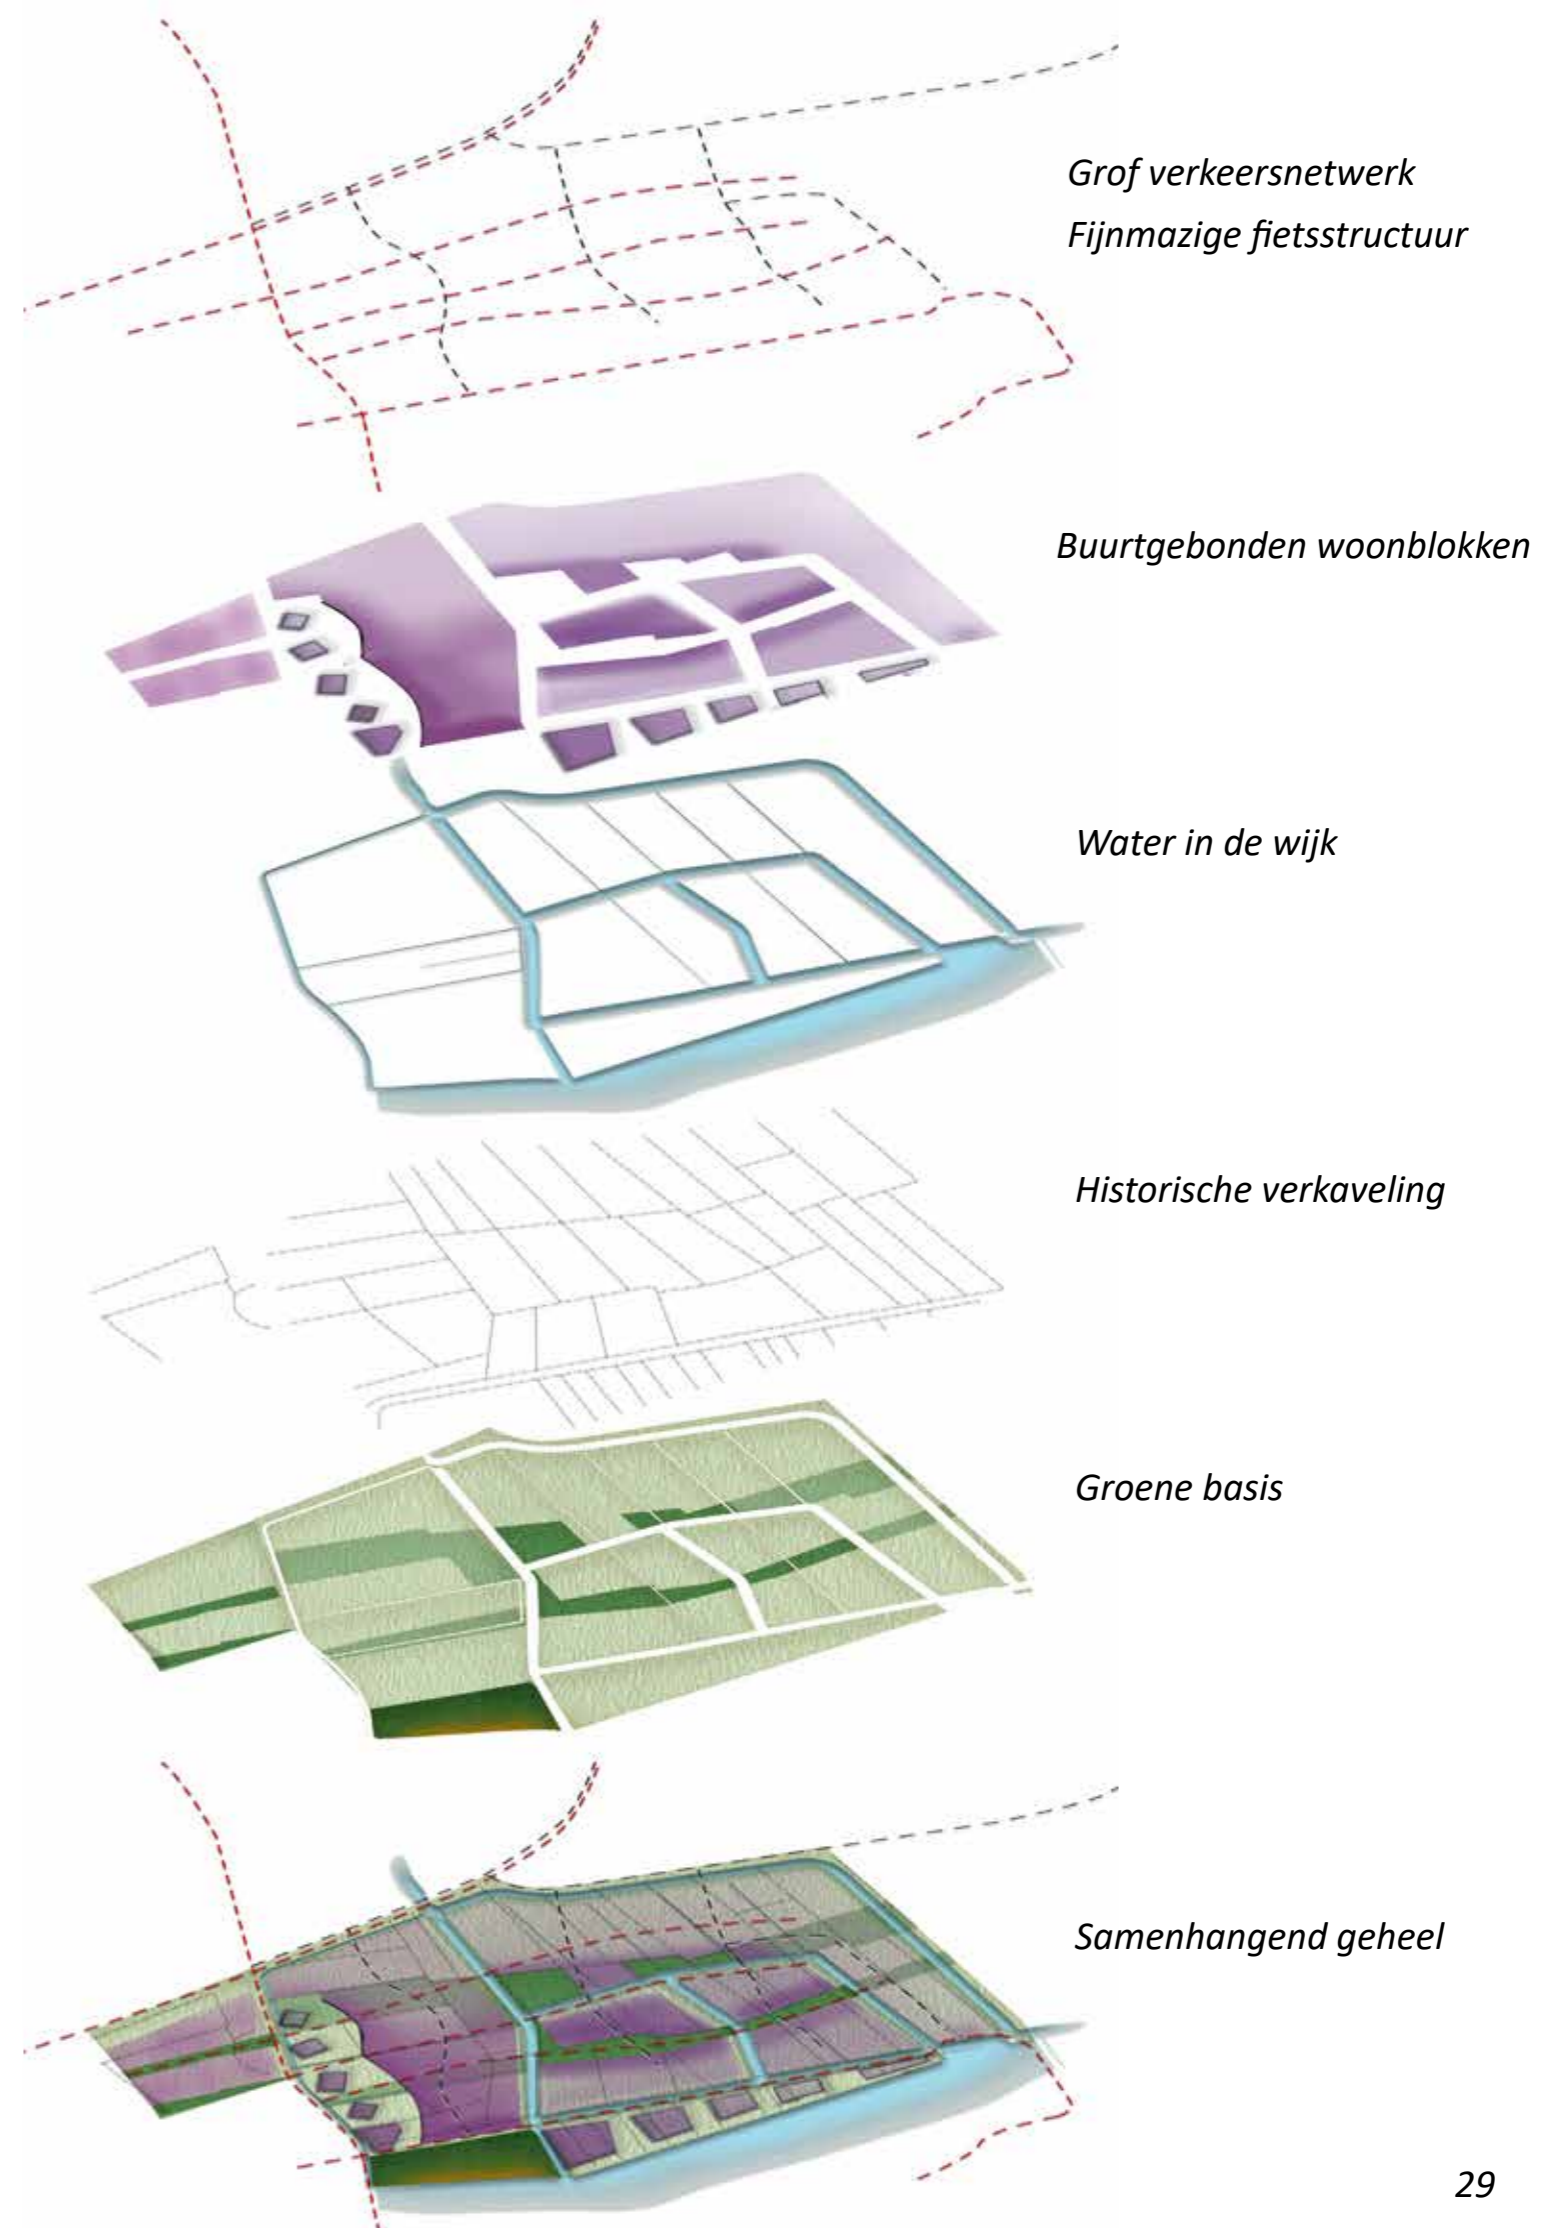 Grof verkeersnetwerk
Fijnmazige fietsstructuur
Buurtgebonden woonblokken
Water in de wijk
Historische verkaveling
Groene basis
Samenhangend geheel
29